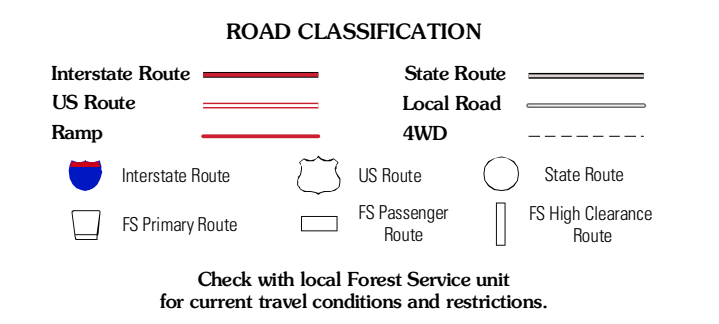 ROAD CLASSIFICATION
Interstate Route
State Route
US Route
Local Road
Ramp
4WD
Interstate Route
US Route
State Route
FS Primary Route
FS Passenger
Route
FS High Clearance
Route
Check with local Forest Service unit
for current travel conditions and restrictions.